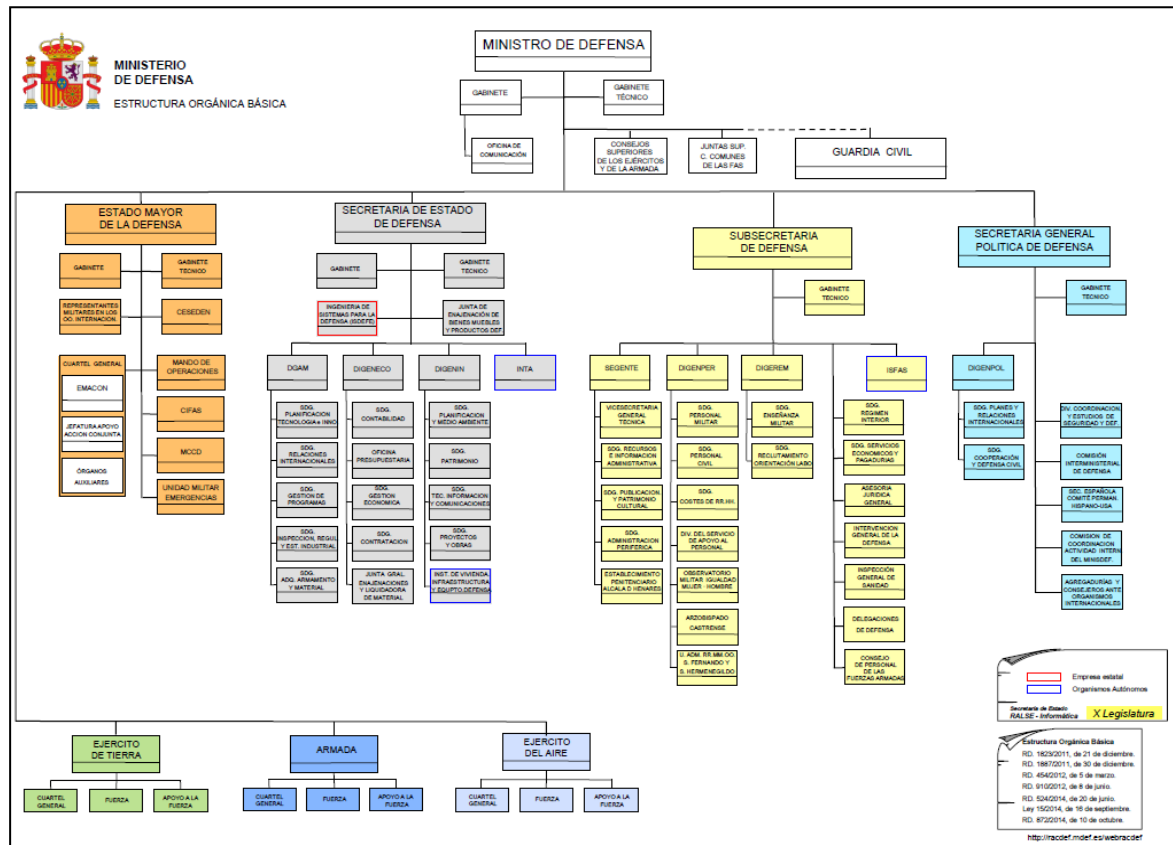 MINISTERIO
DE DEFENSA
ESTRUCTURA ORGÁNICA BÁSICA
MINISTRO DE DEFENSA
GABINETE
GABINETE
TÉCNICO
OFICINA DE
COMUNICACIÓN
CONSEJOS
SUPERIORES
DE LOS EJÉRCITOS
Y DE LA ARMADA
JUNTAS SUP.
C. COMUNES
DE LAS FAS
GUARDIA CIVIL
ESTADO MAYOR
DE LA DEFENSA
GABINETE
GABINETE
TÉCNICO
REPRESENTANTES
MILITARES EN LOS
OO. INTERNACION.
CESEDEN
CUARTEL GENERAL
EMACON
JEFATURA APOYO
ACCION CONJUNTA
ÓRGANOS
AUXILIARES
MANDO DE
OPERACIONES
CIFAS
MCCD
UNIDAD MILITAR
EMERGENCIAS
SECRETARIA DE ESTADO
DE DEFENSA
GABINETE
GABINETE
TÉCNICO
INGENIERIA DE
SISTEMAS PARA LA
DEFENSA (ISDEFE)
JUNTA DE
ENAJENACIÓN DE
BIENES MUEBLES
Y PRODUCTOS DEF.
DGAM
SDG.
PLANIFICACION
TECNOLOGIA e INNO.
SDG.
RELACIONES
INTERNACIONALES
SDG.
GESTION DE
PROGRAMAS
SDG.
INSPECCION, REGUL.
Y EST. INDUSTRIAL
SDG.
ADQ. ARMAMENTO
Y MATERIAL
DIGENECO
SDG.
CONTABILIDAD
OFICINA
PRESUPUESTARIA
SDG.
GESTION
ECONOMICA
SDG.
CONTRATACION
JUNTA GRAL.
ENAJENACIONES
Y LIQUIDADORA
DE MATERIAL
DIGENIN
SDG.
PLANIFICACION
Y MEDIO AMBIENTE
SDG.
PATRIMONIO
SDG.
TEC. INFORMACION
Y COMUNICACIONES
SDG.
PROYECTOS
Y OBRAS
INST. DE VIVIENDA
INFRAESTRUCTURA
Y EQUIPTO.DEFENSA
INTA
SUBSECRETARIA
DE DEFENSA
GABINETE
TÉCNICO
SEGENTE
VICESECRETARIA
GENERAL
TÉCNICA
SDG. RECURSOS
E INFORMACION
ADMINISTRATIVA
SDG. PUBLICACION.
Y PATRIMONIO
CULTURAL
SDG.
ADMINISTRACION
PERIFERICA
ESTABLECIMIENTO
PENITENCIARIO
ALCALA D HENARES
DIGENPER
SDG.
PERSONAL
MILITAR
SDG.
PERSONAL
CIVIL
SDG.
COSTES DE RR.HH.
DIV. DEL SERVICIO
DE APOYO AL
PERSONAL
OBSERVATORIO
MILITAR IGUALDAD
MUJER - HOMBRE
ARZOBISPADO
CASTRENSE
U. ADM. RR.MM.OO.
S. FERNANDO Y
S. HERMENEGILDO
DIGEREM
SDG.
ENSEÑANZA
MILITAR
SDG.
RECLUTAMIENTO
ORIENTACIÓN LABO
ISFAS
SDG.
REGIMEN
INTERIOR
SDG. SERVICIOS
ECONOMICOS Y
PAGADURIAS
ASESORIA
JURIDICA
GENERAL
INTERVENCION
GENERAL DE LA
DEFENSA
INSPECCIÓN
GENERAL DE
SANIDAD
DELEGACIONES
DE DEFENSA
CONSEJO
DE PERSONAL
DE LAS
FUERZAS ARMADAS
SECRETARIA GENERAL
POLITICA DE DEFENSA
GABINETE
TÉCNICO
DIGENPOL
SDG. PLANES Y
RELACIONES
INTERNACIONALES
SDG.
COOPERACIÓN
Y DEFENSA CIVIL
DIV. COORDINACION
Y ESTUDIOS DE
SEGURIDAD Y DEF.
COMISIÓN
INTERMINISTERIAL DE
DEFENSA
SEC. ESPAÑOLA
COMITÉ PERMAN.
HISPANO-USA
COMISION DE
COORDINACION
ACTIVIDAD INTERN
DEL MINISDEF.
AGREGADURÍAS Y
CONSEJEROS ANTE
ORGANISMOS
INTERNACIONALES
Empresa estatal
Organismos Autónomos
Secretaría de Estado
RALSE - Informática
X Legislatura
Estructura Orgánica Básica
RD. 1823/2011, de 21 de diciembre.
RD. 1887/2011, de 30 de diciembre.
RD. 454/2012, de 5 de marzo.
RD. 910/2012, de 8 de junio.
RD. 524/2014, de 20 de junio.
Ley 15/2014, de 16 de septiembre.
RD. 872/2014, de 10 de octubre.
http://racdef.mdef.es/webracdef
EJERCITO
DE TIERRA
CUARTEL
GENERAL
FUERZA
APOYO A LA
FUERZA
ARMADA
CUARTEL
GENERAL
FUERZA
APOYO A LA
FUERZA
EJERCITO
DEL AIRE
CUARTEL
GENERAL
FUERZA
APOYO A LA
FUERZA